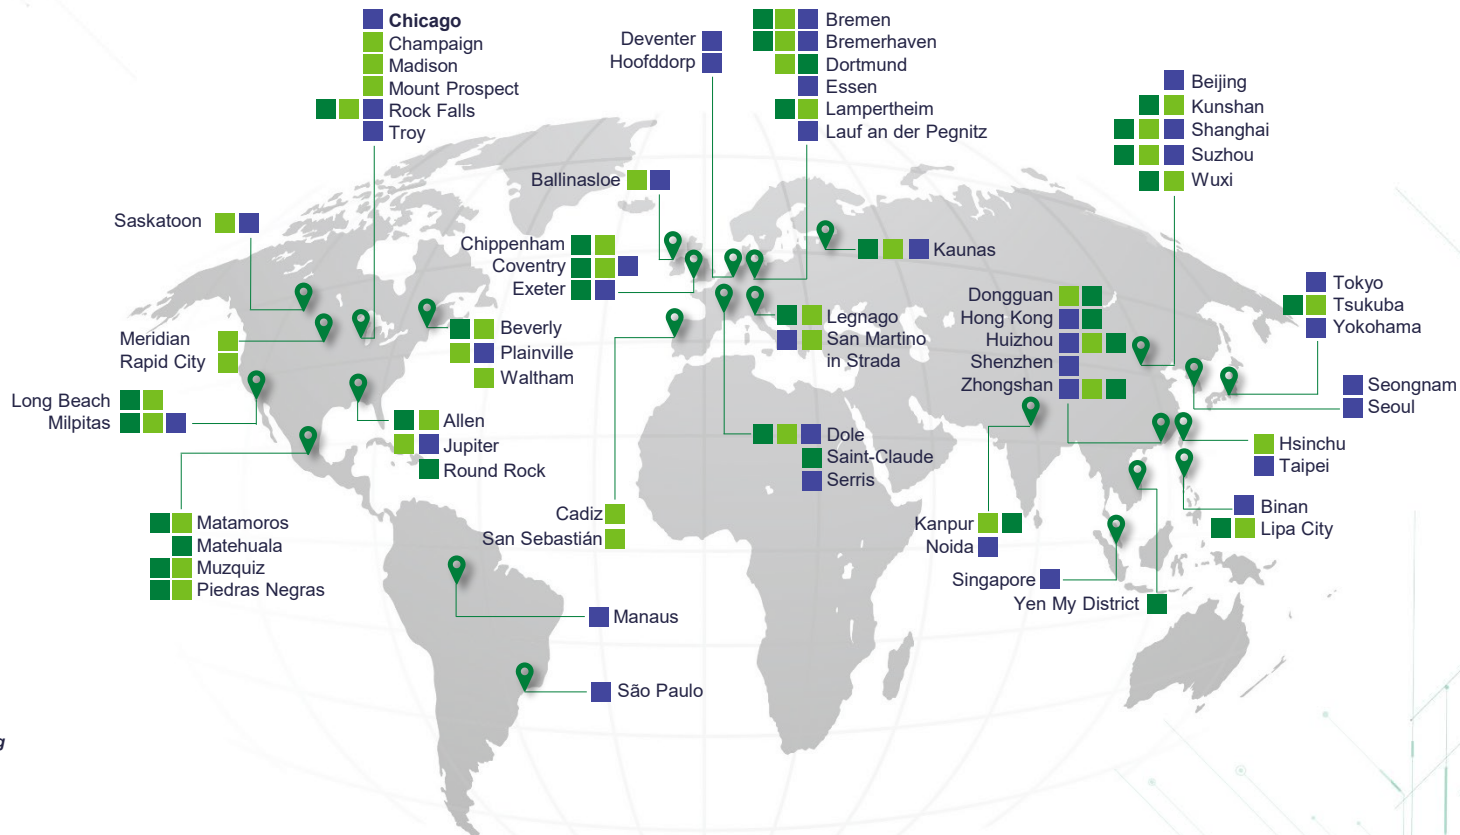 Chicago
Champaign
Madison
Mount Prospect
Rock Falls
Troy
Deventer
Hoofddorp
Bremen
Bremerhaven
Dortmund
Essen
Lampertheim
Lauf an der Pegnitz
Beijing
Kunshan
Shanghai
Suzhou
Wuxi
Ballinasloe
Saskatoon
Chippenham
Coventry
Exeter
Kaunas
Tokyo
Tsukuba
Yokohama
Dongguan
Hong Kong
Huizhou
Shenzhen
Zhongshan
Meridian
Rapid City
Beverly
Plainville
Waltham
Legnago
San Martino
in Strada
Long Beach
Milpitas
Seongnam
Seoul
Allen
Jupiter
Round Rock
Dole
Saint-Claude
Serris
Hsinchu
Taipei
Matamoros
Matehuala
Muzquiz
Piedras Negras
Cadiz
San Sebastián
Kanpur
Noida
Binan
Lipa City
Singapore
Yen My District
Manaus
São Paulo
g